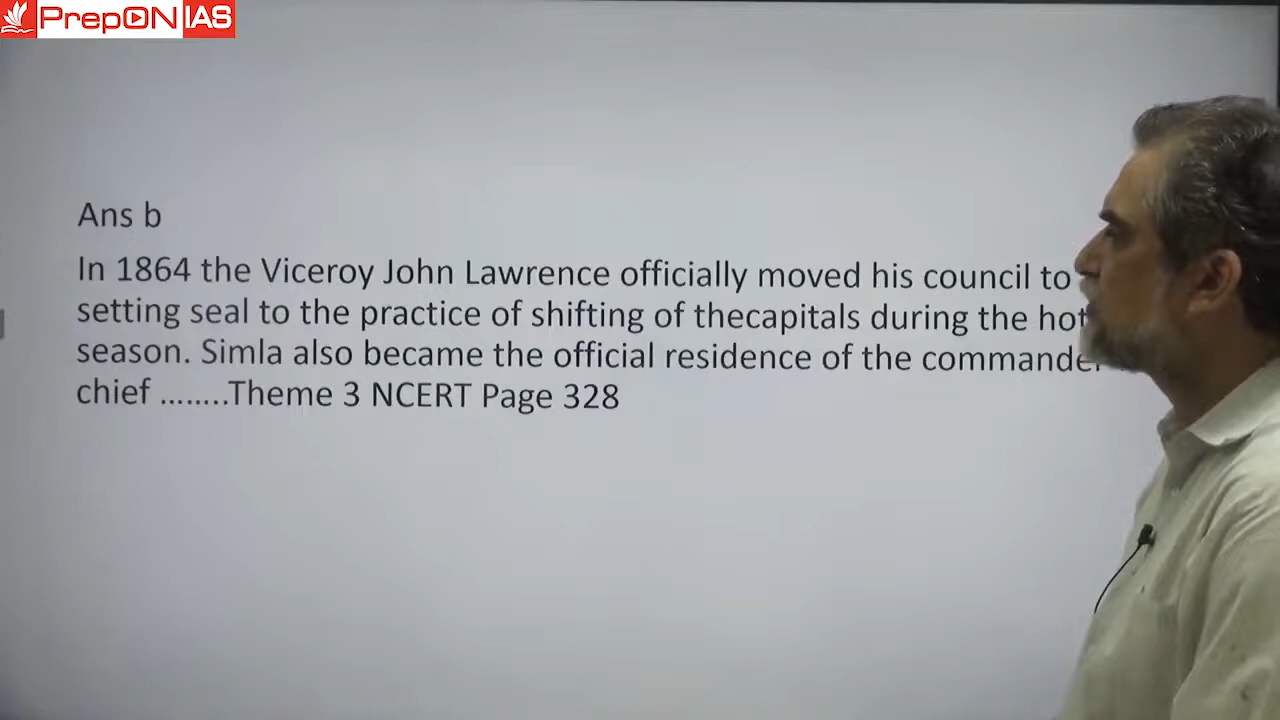 PrepON IAS
Ans b
In 1864 the Viceroy John Lawrence officially moved his council to
setting seal to the practice of shifting of thecapitals during the hot
season. Simla also became the official residence of the
chief ........Theme 3 NCERT Page 328